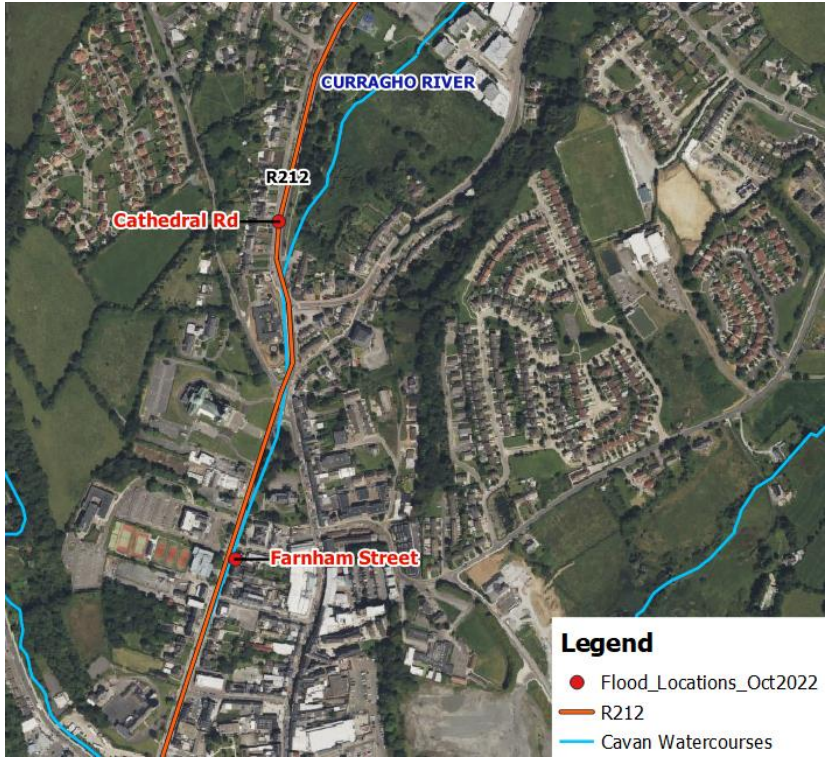 CURRAGHO RIVER
R212
Cathedral Rd
Farnham Street
Legend
Flood_Locations_Oct2022
R212
Cavan Watercourses